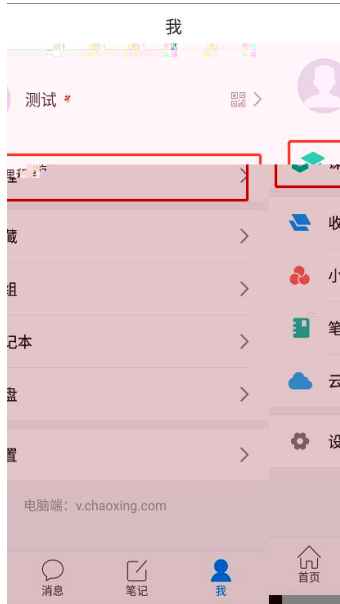 我
测试
藏
收
组
小
记本
笔
盘
云
置
设
电脑端：v.chaoxing.com
消息
笔记
我
首页